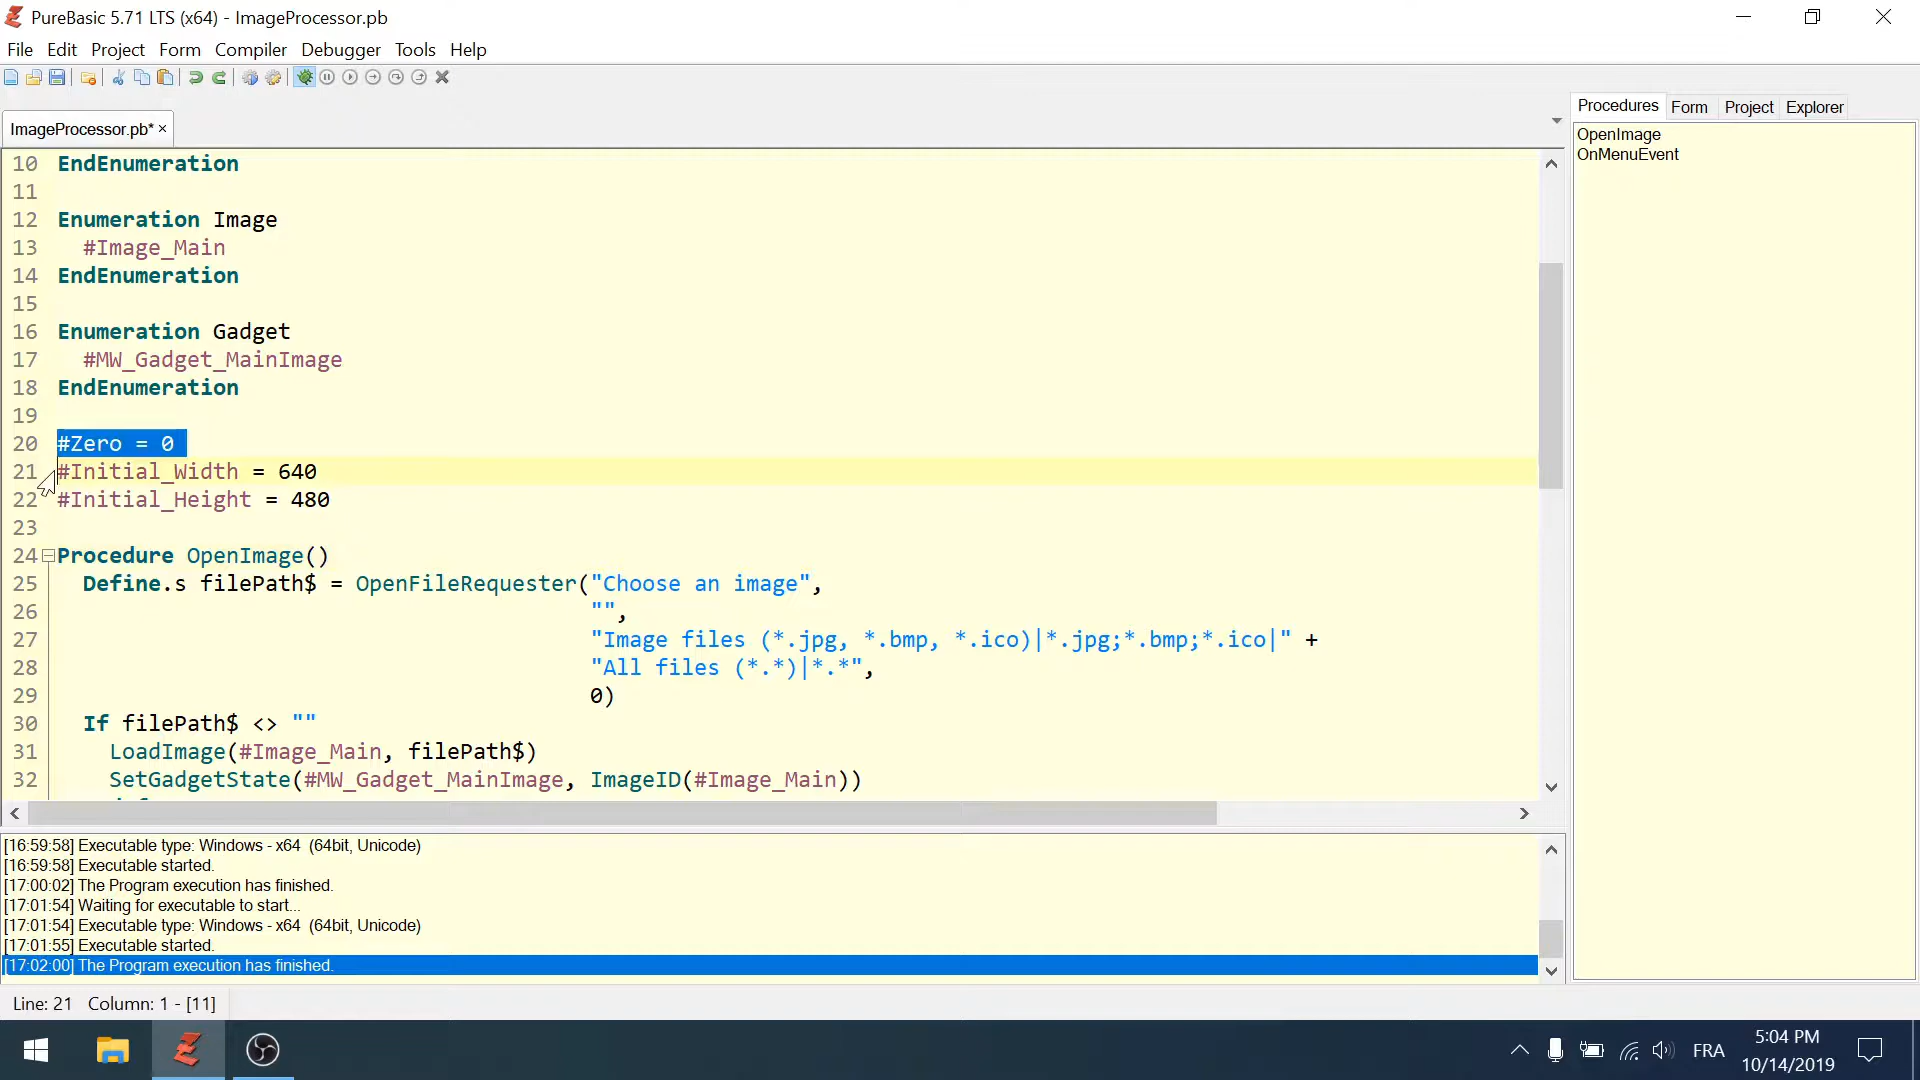 PureBasic 5.71 LTS (x64) - ImageProcessor.pb
File Edit Project Form Compiler Debugger Tools Help
ImageProcessor.pb*
Procedures Form Project Explorer
OpenImage
OnMenuEvent
10 EndEnumeration
11
12 Enumeration Image
13 #Image_Main
14 EndEnumeration
15
16 Enumeration Gadget
17 #MW_Gadget_MainImage
18 EndEnumeration
19
20 #Zero = 0
21 #Initial_Width = 640
22 #Initial_Height = 480
23
24 Procedure OpenImage()
25 Define.s filePath$ = OpenFileRequester("Choose an image",
26 "",
27 "Image files (*.jpg, *.bmp, *.ico)|*.jpg;*.bmp;*.ico|" +
28 "All files (*.*)|*.*",
29 0)
30 If filePath$ <> ""
31 LoadImage(#Image_Main, filePath$)
32 SetGadgetState(#MW_Gadget_MainImage, ImageID(#Image_Main))
[16:59:58] Executable type: Windows - x64 (64bit, Unicode)
[16:59:58] Executable started.
[17:00:02] The Program execution has finished.
[17:01:54] Waiting for executable to start...
[17:01:54] Executable type: Windows - x64 (64bit, Unicode)
[17:01:55] Executable started.
[17:02:00] The Program execution has finished.
Line: 21 Column: 1 - [11]
FRA
5:04 PM
10/14/2019